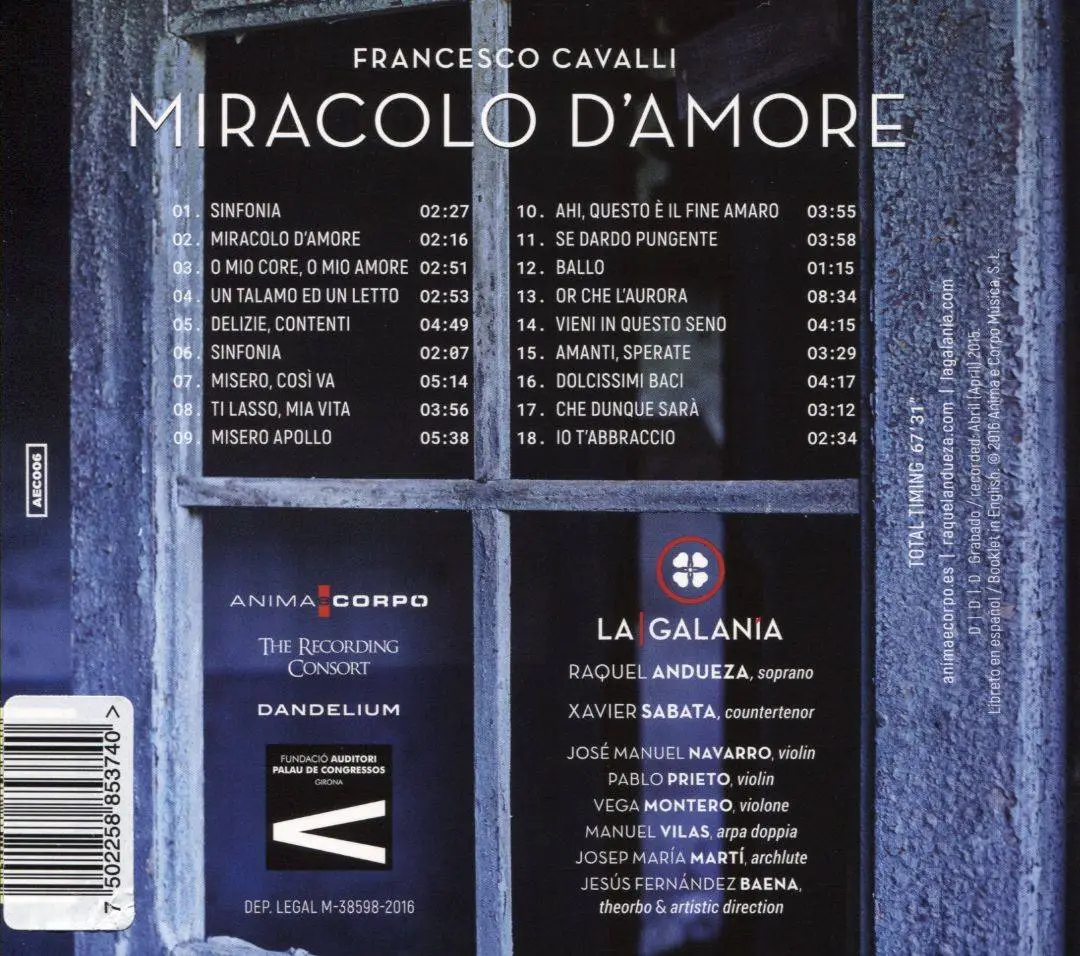 FRANCESCO CAVALLI
MIRACOLO D'AMORE
01. SINFONIA 02:27
02. MIRACOLO D'AMORE 02:16
03. O MIO CORE, O MIO AMORE 02:51
04. UN TALAMO ED UN LETTO 02:53
05. DELIZIE, CONTENTI 04:49
06. SINFONIA 02:07
07. MISERO, COSÌ VA 05:14
08. TI LASSO, MIA VITA 03:56
09. MISERO APOLLO 05:38
10. AHI, QUESTO È IL FINE AMARO 03:55
11. SE DARDO PUNGENTE 03:58
12. BALLO 01:15
13. OR CHE L'AURORA 08:34
14. VIENI IN QUESTO SENO 04:15
15. AMANTI, SPERATE 03:29
16. DOLCISSIMI BACI 04:17
17. CHE DUNQUE SARÀ 03:12
18. IO T'ABBRACCIO 02:34
TOTAL TIMING 67'31"
animaecorpo.es | raquelandueza.com | lagalania.com
D | D | D Grabado / recorded: Abril (April) 2015.
Libreto en español / Booklet in English. © 2016 Anima e Corpo Música S.L.
AEC006
ANIMA E CORPO
THE RECORDING
CONSORT
DANDELIUM
FUNDACIÓ AUDITORI
PALAU DE CONGRESSOS
GIRONA
DEP. LEGAL M-38598-2016
LA|GALANÍA
RAQUEL ANDUEZA, soprano
XAVIER SABATA, countertenor
JOSÉ MANUEL NAVARRO, violin
PABLO PRIETO, violin
VEGA MONTERO, violone
MANUEL VILAS, arpa doppia
JOSEP MARÍA MARTÍ, archlute
JESÚS FERNÁNDEZ BAENA,
theorbo & artistic direction
7 502258 853740 >